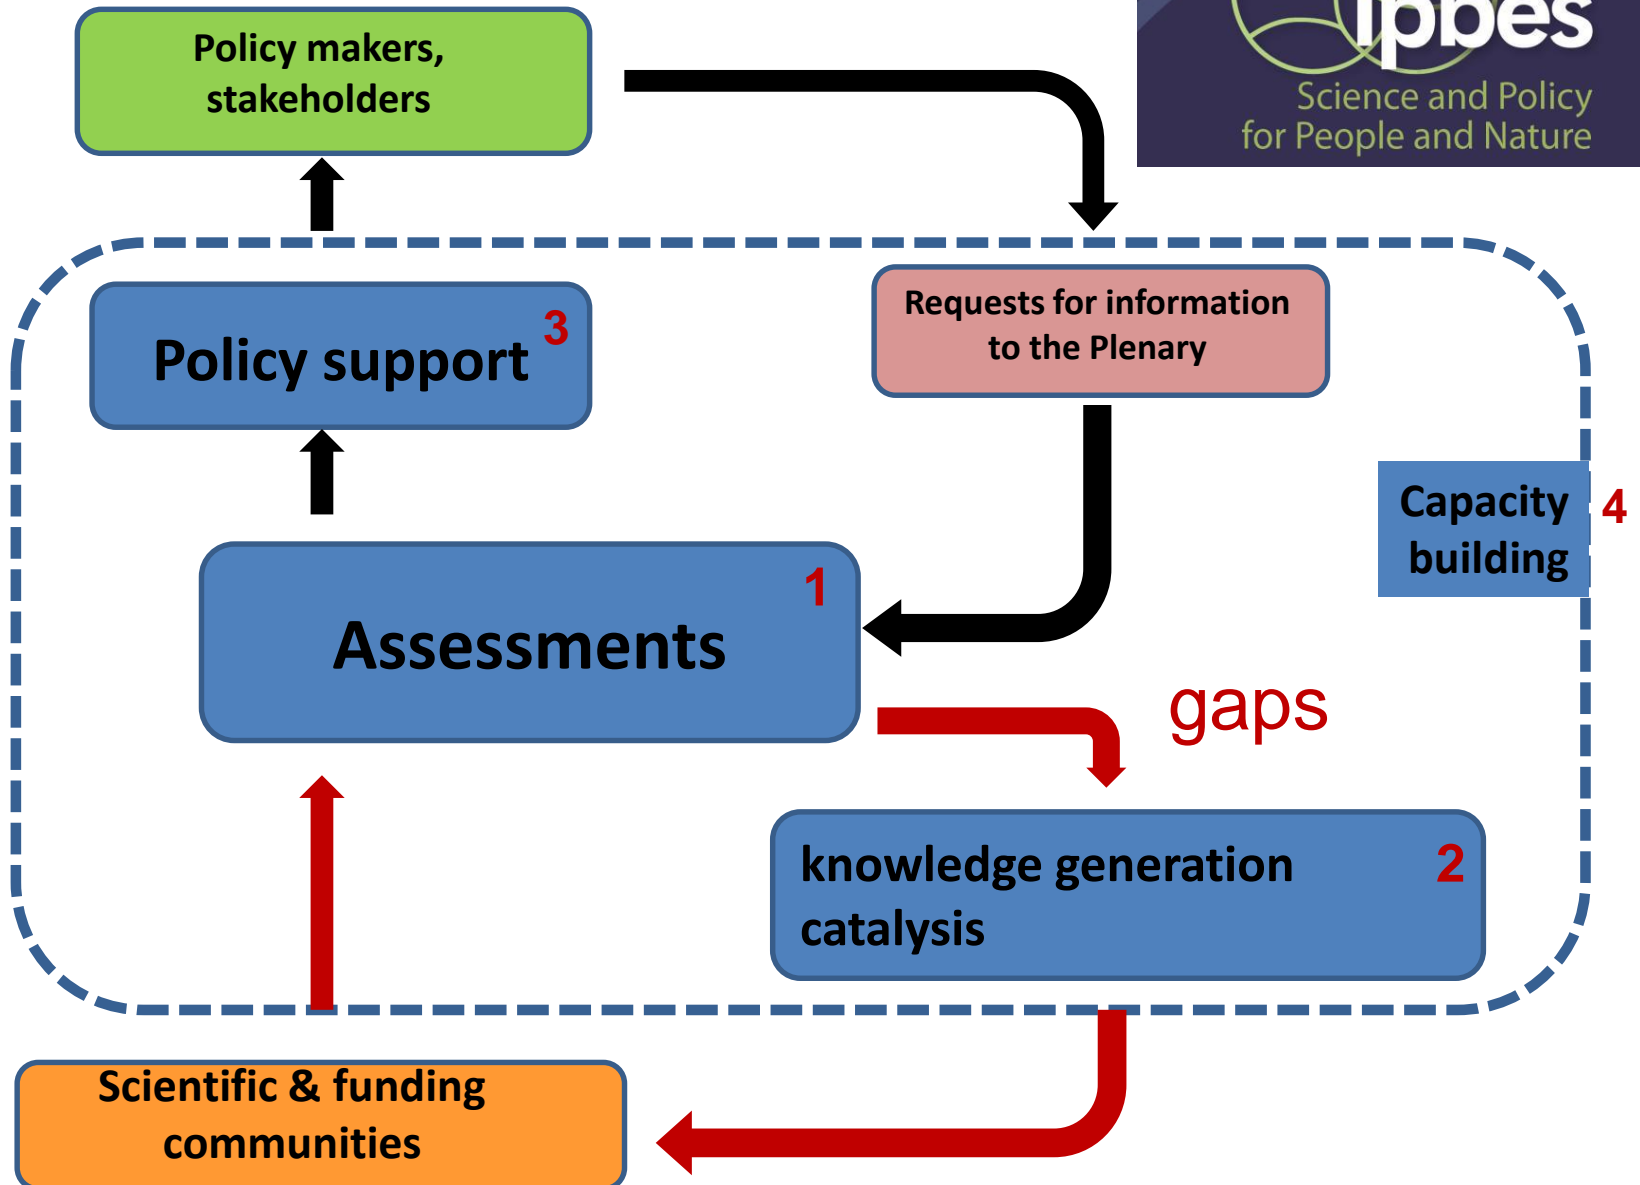 Policy makers,
stakeholders
ipbes
Science and Policy
for People and Nature
Policy support 3
Requests for information
to the Plenary
Capacity
building
4
1
Assessments
gaps
knowledge generation
catalysis
2
Scientific & funding
communities